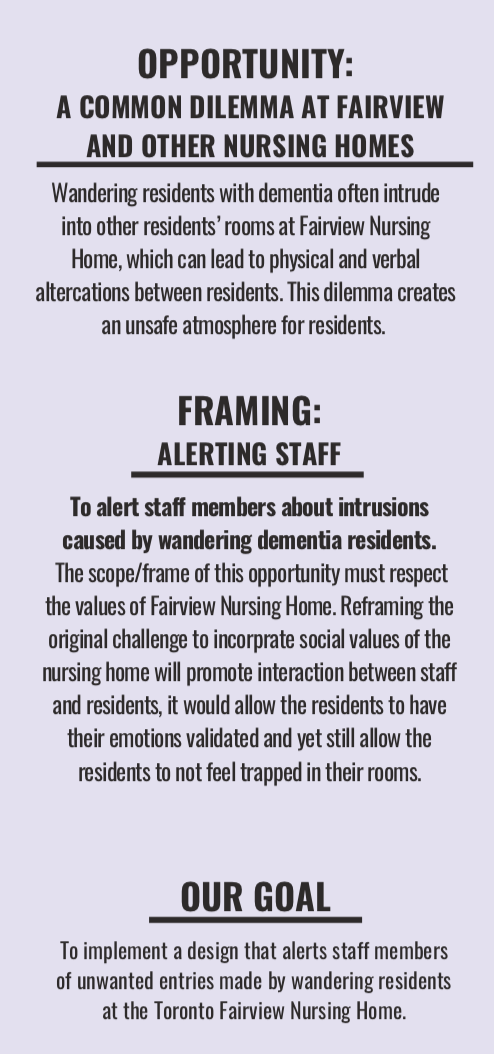 OPPORTUNITY:
A COMMON DILEMMA AT FAIRVIEW
AND OTHER NURSING HOMES
Wandering residents with dementia often intrude
into other residents' rooms at Fairview Nursing
Home, which can lead to physical and verbal
altercations between residents. This dilemma creates
an unsafe atmosphere for residents.
FRAMING:
ALERTING STAFF
To alert staff members about intrusions
caused by wandering dementia residents.
The scope/frame of this opportunity must respect
the values of Fairview Nursing Home. Reframing the
original challenge to incorprate social values of the
nursing home will promote interaction between staff
and residents, it would allow the residents to have
their emotions validated and yet still allow the
residents to not feel trapped in their rooms.
OUR GOAL
To implement a design that alerts staff members
of unwanted entries made by wandering residents
at the Toronto Fairview Nursing Home.